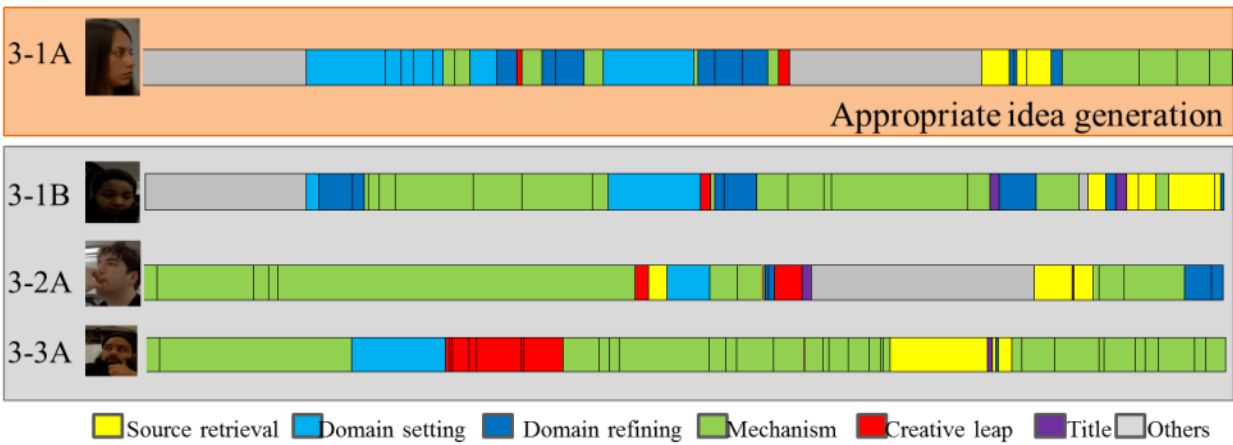 3-1A
Appropriate idea generation
3-1B
3-2A
3-3A
Source retrieval Domain setting Domain refining Mechanism Creative leap Title Others